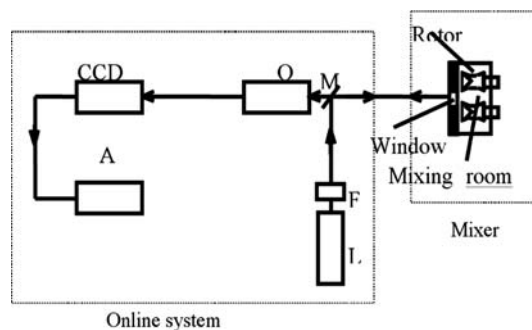 Rotor
CCD
O
M
Window
A
Mixing room
F
L
Mixer
Online system